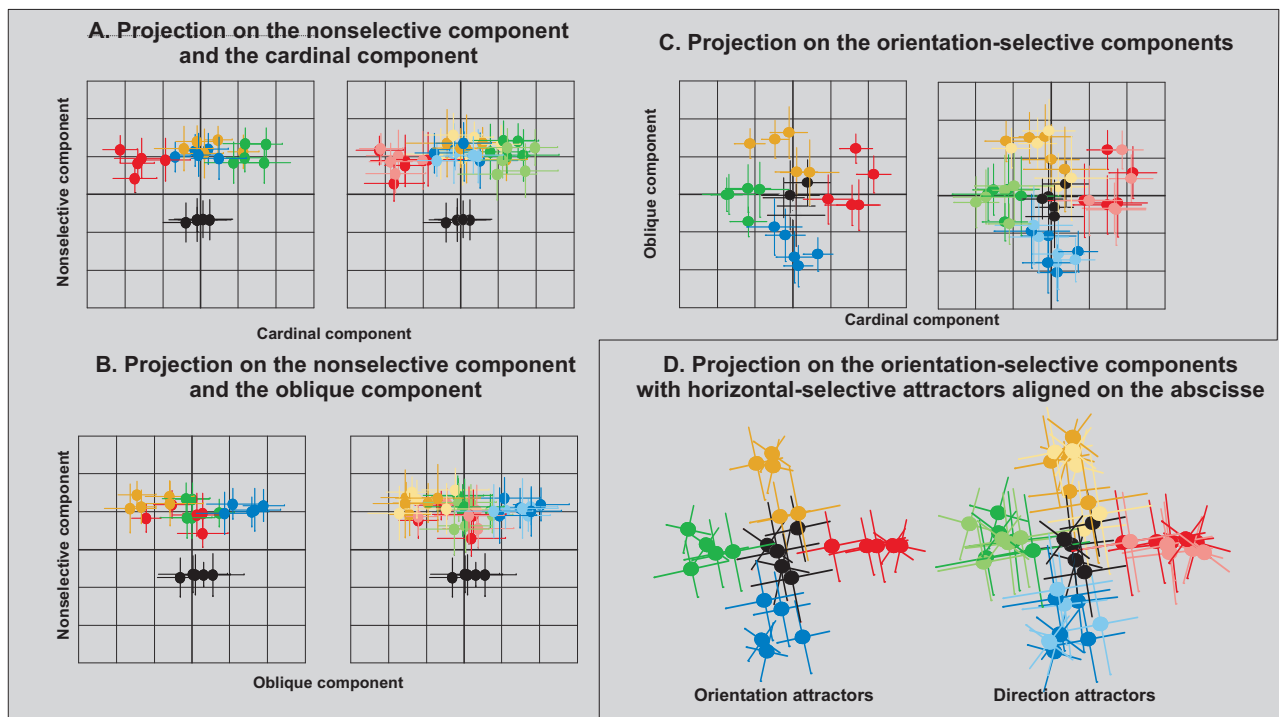 A. Projection on the nonselective component
and the cardinal component
Nonselective component
Cardinal component
B. Projection on the nonselective component
and the oblique component
Nonselective component
Oblique component
C. Projection on the orientation-selective components
Oblique component
Cardinal component
D. Projection on the orientation-selective components
with horizontal-selective attractors aligned on the abscisse
Orientation attractors
Direction attractors